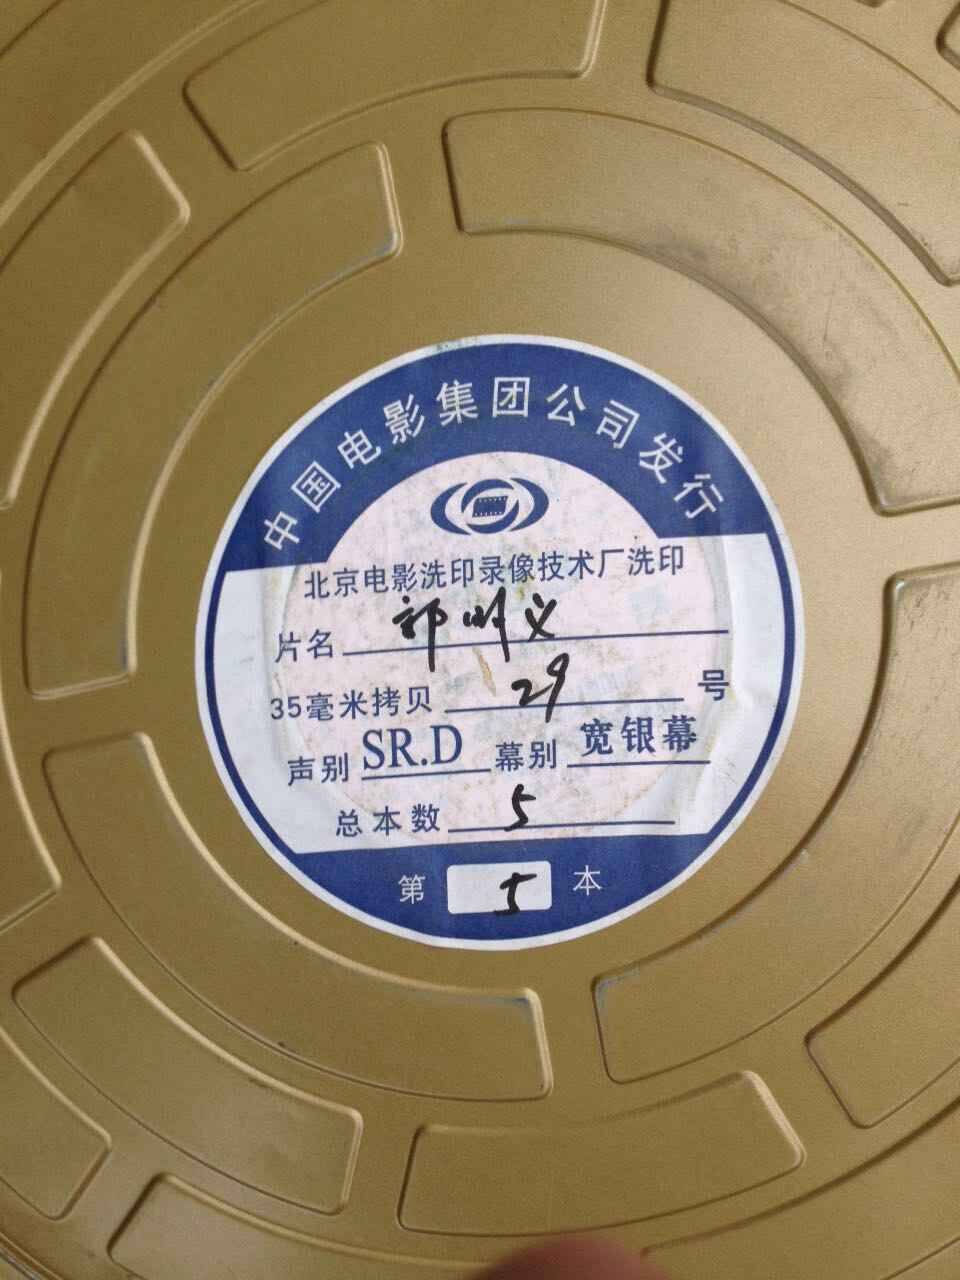 中国电影集团公司发行
北京电影洗印录像技术厂洗印
片名 郭明义
35毫米拷贝 29 号
声别 SR.D 幕别 宽银幕
总本数 5
第 5 本